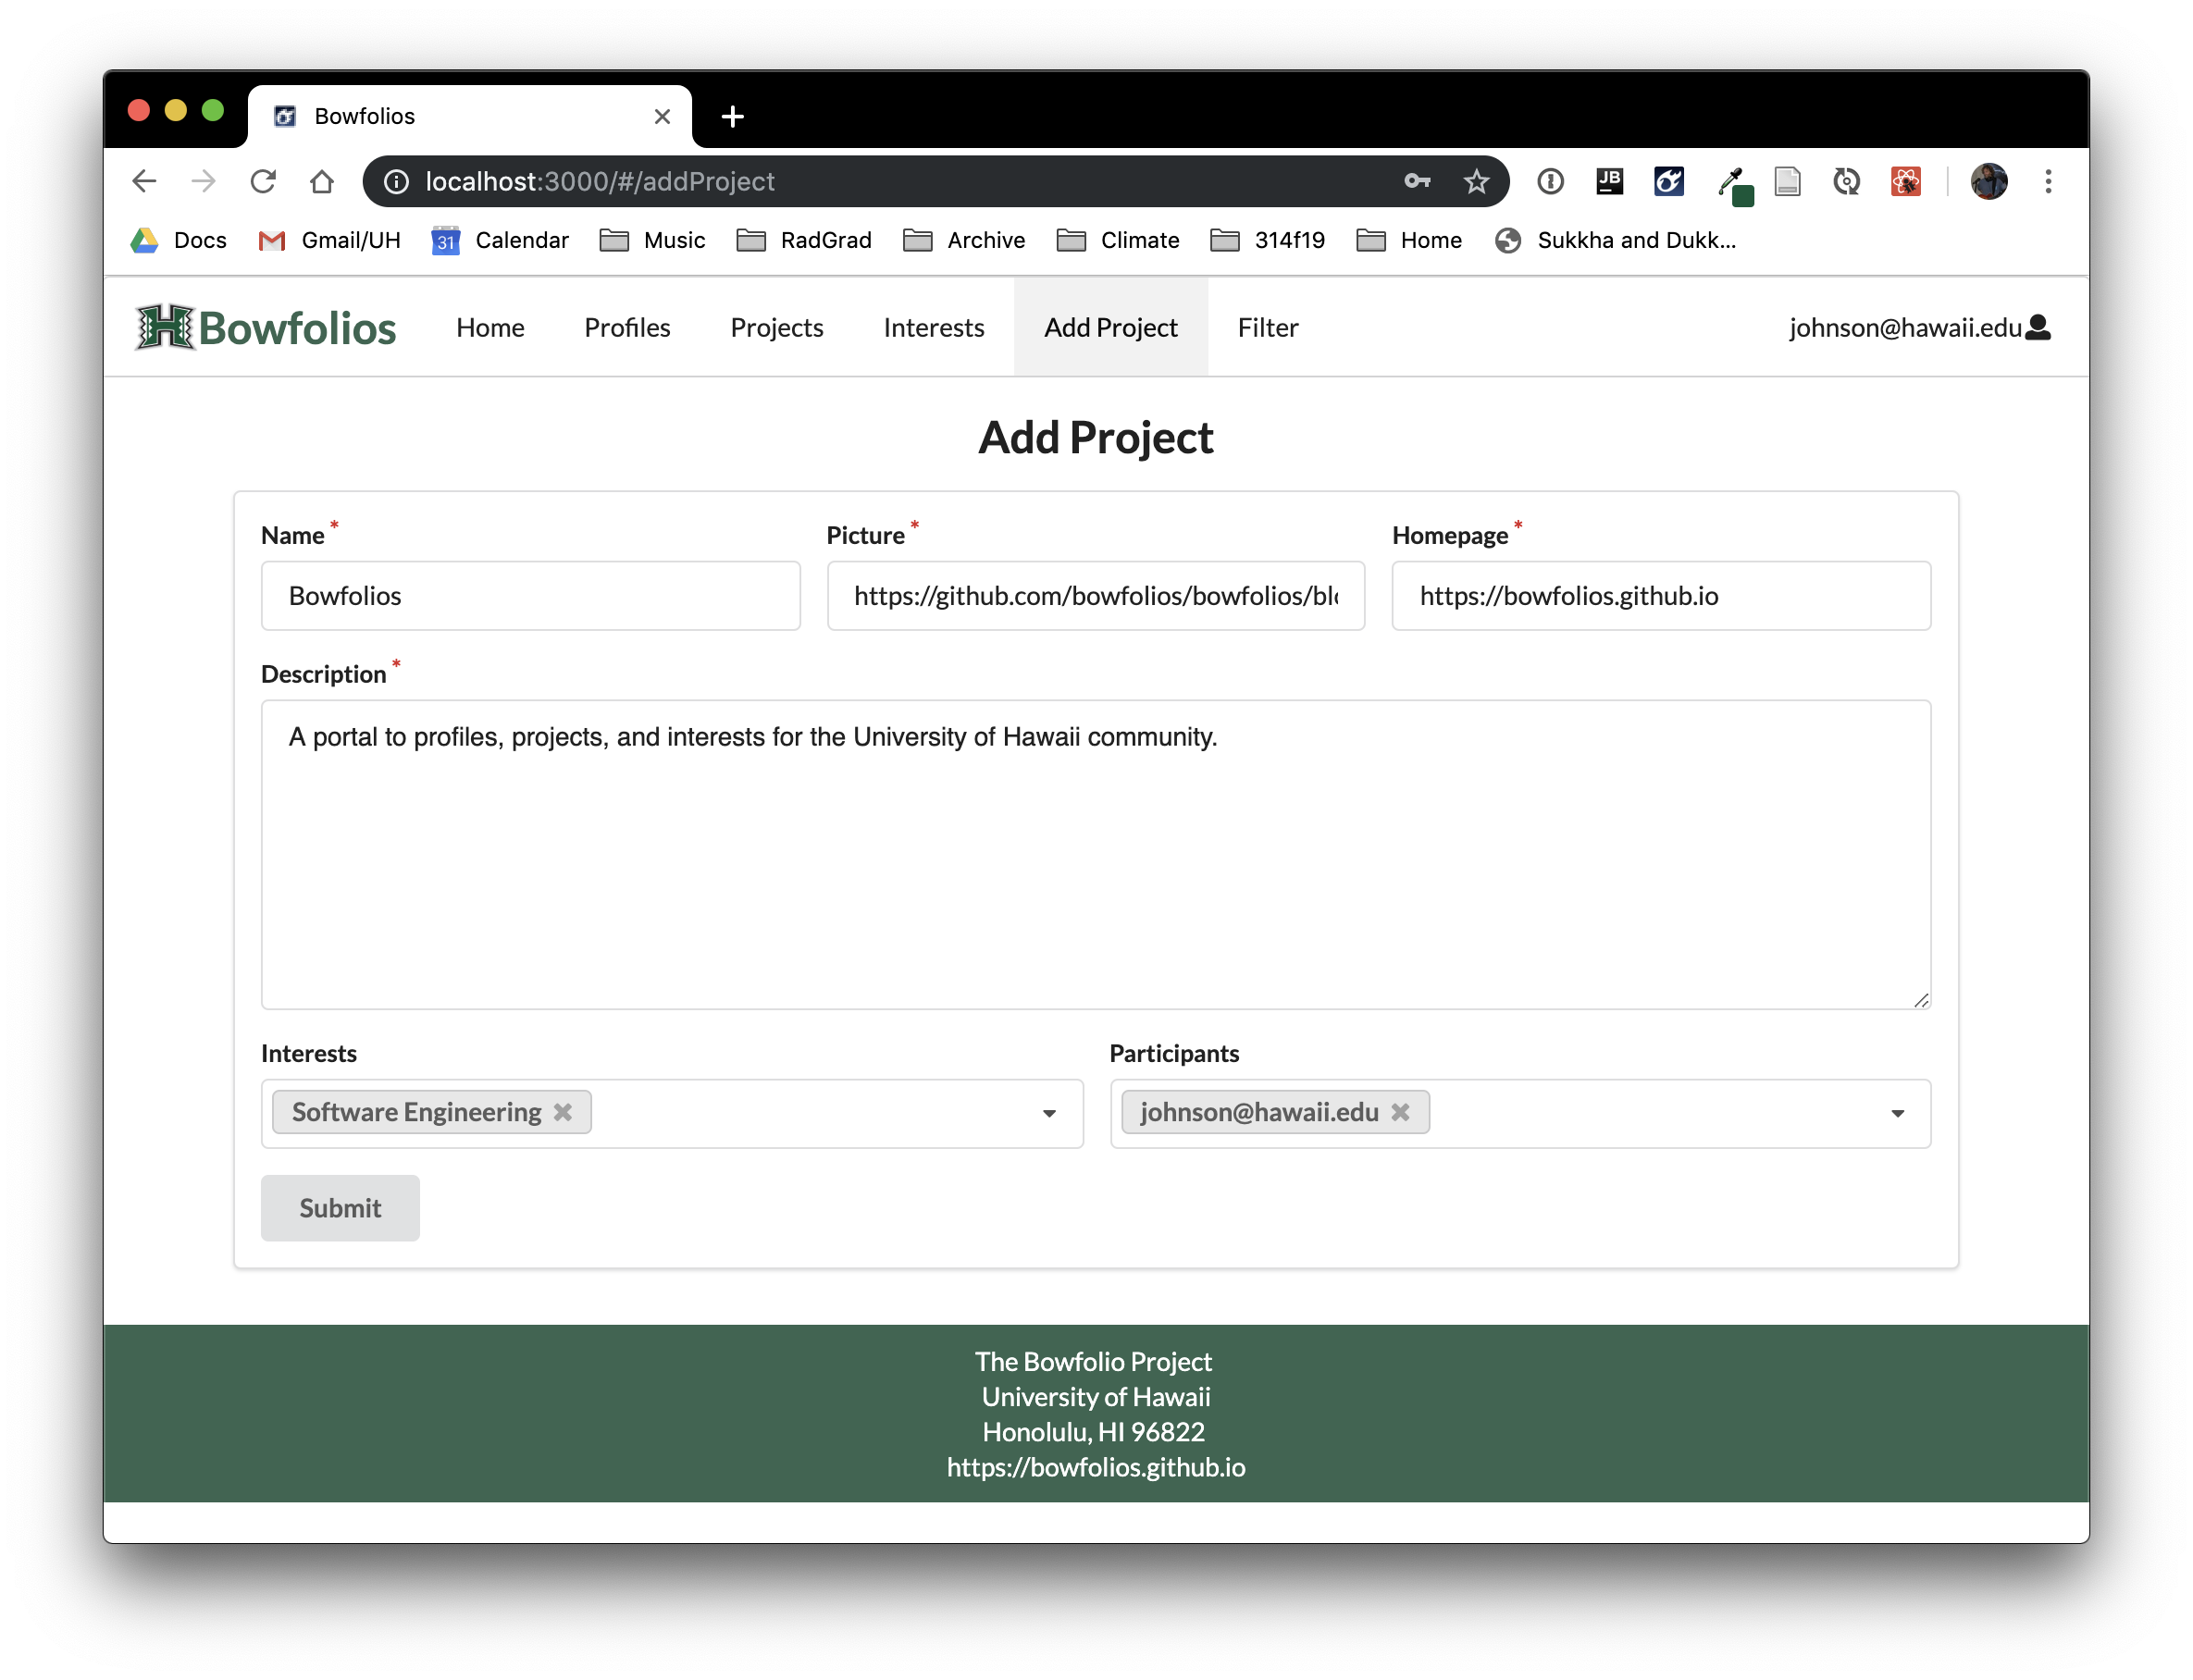 Bowfolios
localhost:3000/#/addProject
JB
Docs Gmail/UH 31 Calendar Music RadGrad Archive Climate 314f19 Home Sukkha and Dukk...
H Bowfolios Home Profiles Projects Interests Add Project Filter johnson@hawaii.edu
Add Project
Name * Picture * Homepage *
Bowfolios https://github.com/bowfolios/bowfolios/blo https://bowfolios.github.io
Description *
A portal to profiles, projects, and interests for the University of Hawaii community.
Interests Participants
Software Engineering johnson@hawaii.edu
Submit
The Bowfolio Project
University of Hawaii
Honolulu, HI 96822
https://bowfolios.github.io